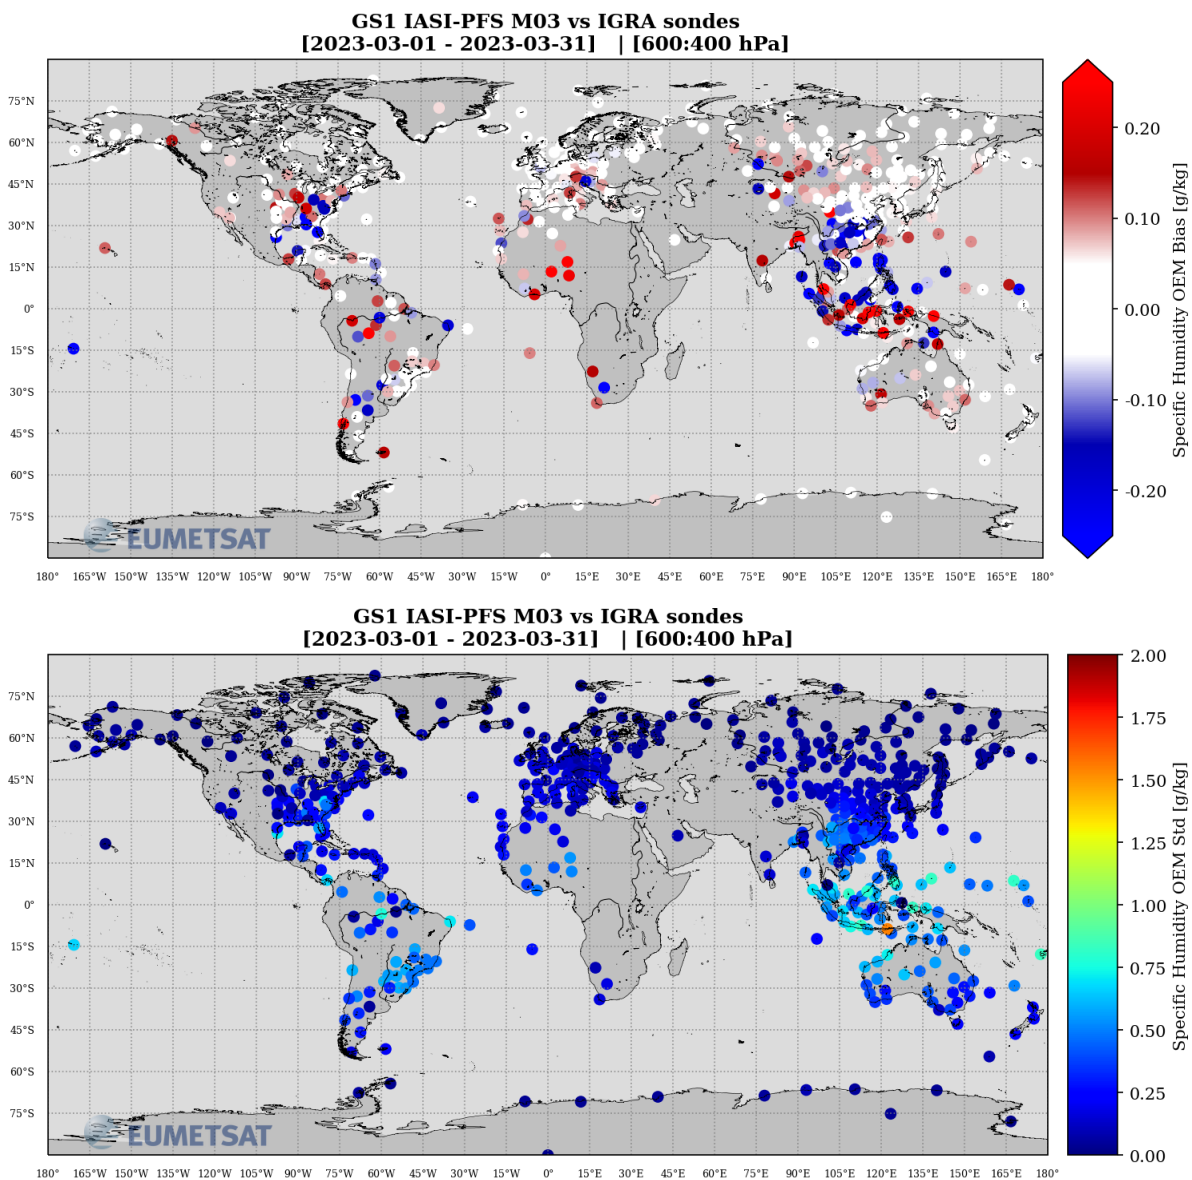 GS1 IASI-PFS M03 vs IGRA sondes
[2023-03-01 - 2023-03-31]   | [600:400 hPa]
75°N
60°N
45°N
30°N
15°N
0°
15°S
30°S
45°S
60°S
75°S
EUMETSAT
180° 165°W 150°W 135°W 120°W 105°W 90°W 75°W 60°W 45°W 30°W 15°W 0° 15°E 30°E 45°E 60°E 75°E 90°E 105°E 120°E 135°E 150°E 165°E 180°
0.20
0.10
0.00
-0.10
-0.20
Specific Humidity OEM Bias [g/kg]
GS1 IASI-PFS M03 vs IGRA sondes
[2023-03-01 - 2023-03-31]   | [600:400 hPa]
75°N
60°N
45°N
30°N
15°N
0°
15°S
30°S
45°S
60°S
75°S
EUMETSAT
180° 165°W 150°W 135°W 120°W 105°W 90°W 75°W 60°W 45°W 30°W 15°W 0° 15°E 30°E 45°E 60°E 75°E 90°E 105°E 120°E 135°E 150°E 165°E 180°
2.00
1.75
1.50
1.25
1.00
0.75
0.50
0.25
0.00
Specific Humidity OEM Std [g/kg]